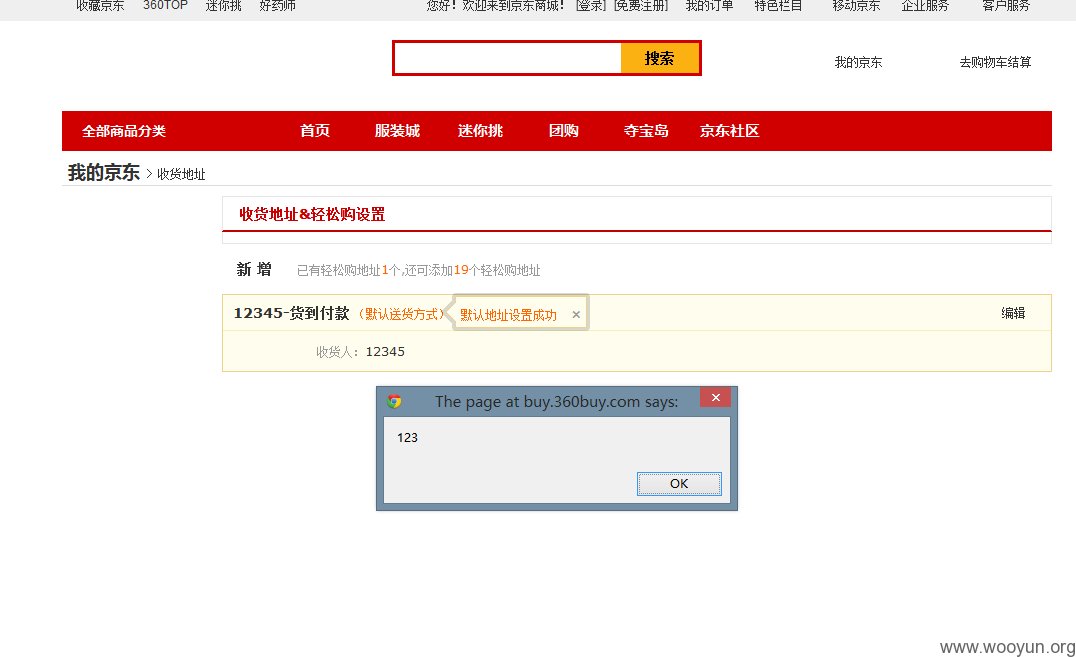 收藏京东 360TOP 迷你挑 好药师 您好！欢迎来到京东商城！ [登录] [免费注册] 我的订单 特色栏目 移动京东 企业服务 客户服务
搜索 我的京东 去购物车结算
全部商品分类 首页 服装城 迷你挑 团购 夺宝岛 京东社区
我的京东 > 收货地址
收货地址&轻松购设置
新 增 已有轻松购地址1个,还可添加19个轻松购地址
12345-货到付款 （默认送货方式） 默认地址设置成功 × 编辑
收货人：12345
The page at buy.360buy.com says: ×
123
OK
www.wooyun.org